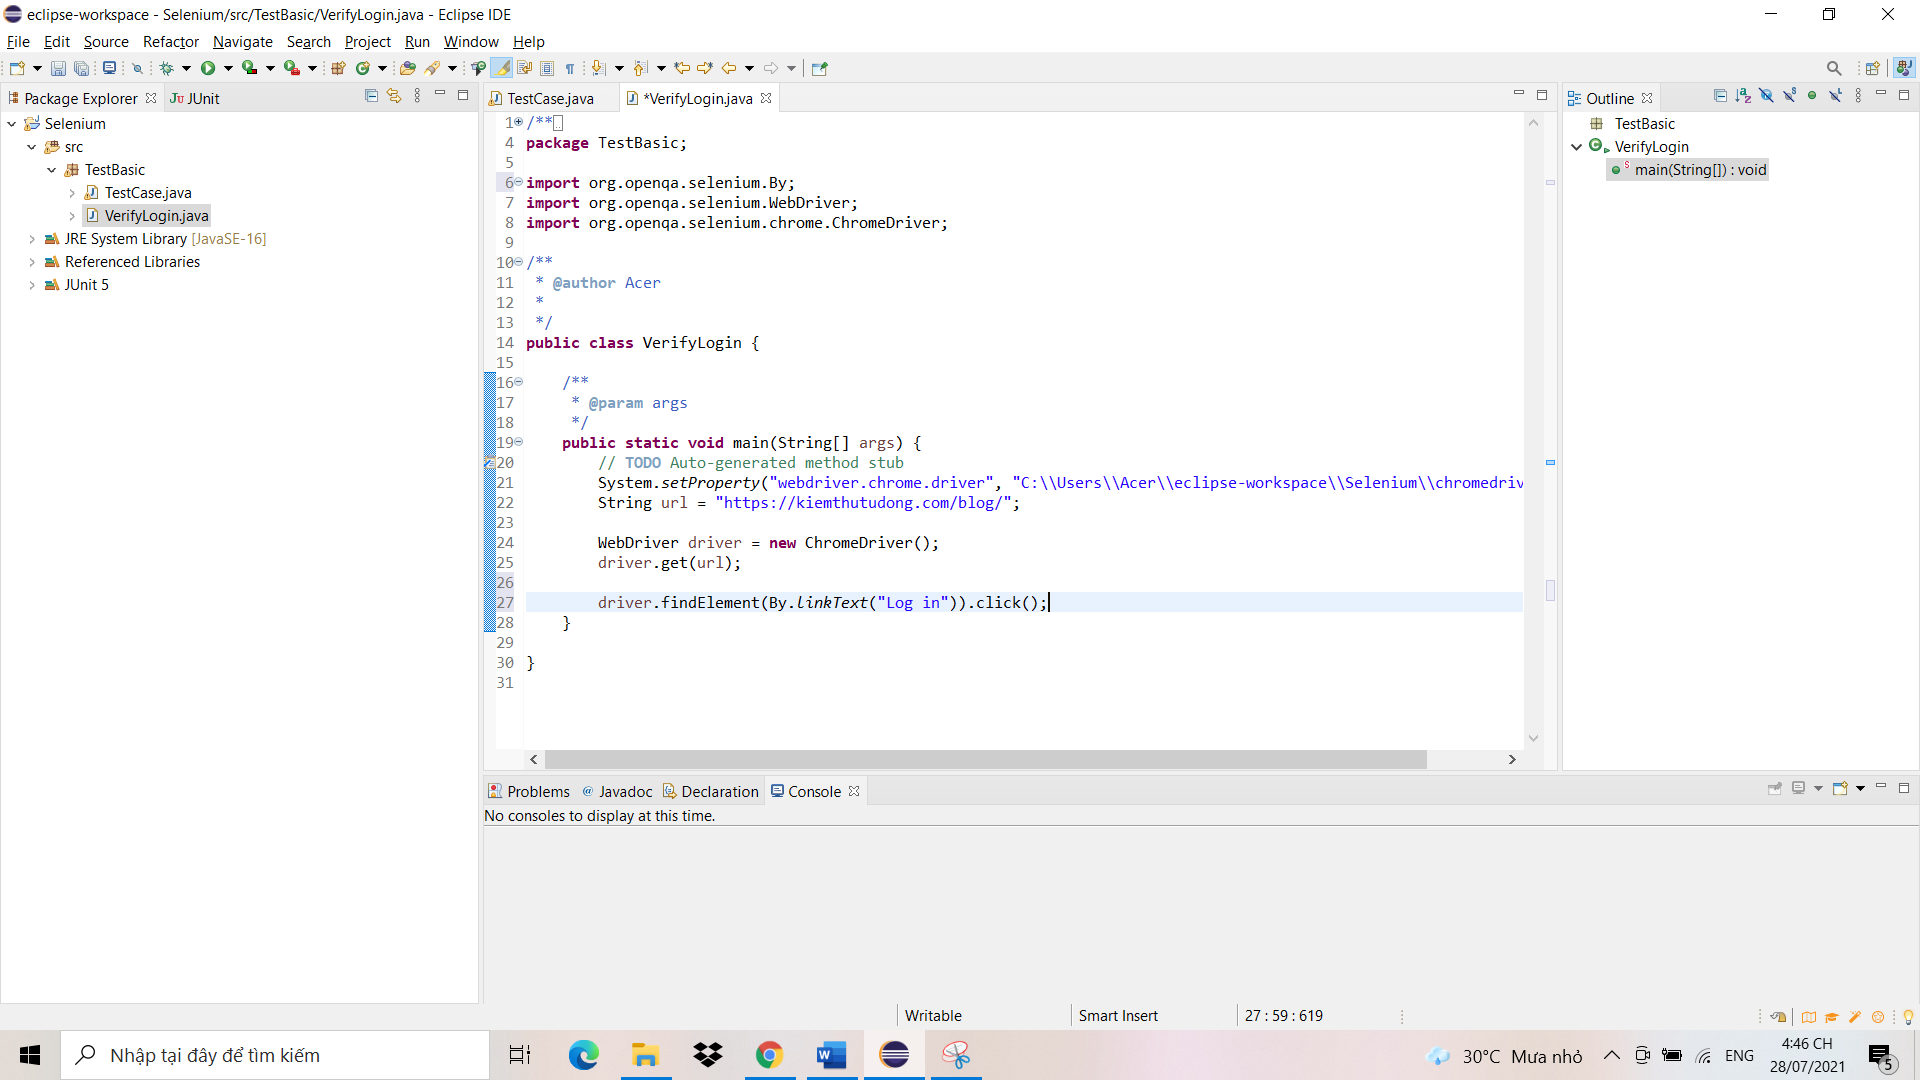 eclipse-workspace - Selenium/src/TestBasic/VerifyLogin.java - Eclipse IDE
File Edit Source Refactor Navigate Search Project Run Window Help
Package Explorer JUnit
Selenium
src
TestBasic
TestCase.java
VerifyLogin.java
JRE System Library [JavaSE-16]
Referenced Libraries
JUnit 5
TestCase.java *VerifyLogin.java
1 /**
4 package TestBasic;
5
6 import org.openqa.selenium.By;
7 import org.openqa.selenium.WebDriver;
8 import org.openqa.selenium.chrome.ChromeDriver;
9
10 /**
11 * @author Acer
12 *
13 */
14 public class VerifyLogin {
15
16 /**
17 * @param args
18 */
19 public static void main(String[] args) {
20 // TODO Auto-generated method stub
21 System.setProperty("webdriver.chrome.driver", "C:\\Users\\Acer\\eclipse-workspace\\Selenium\\chromedriv
22 String url = "https://kiemthutudong.com/blog/";
23
24 WebDriver driver = new ChromeDriver();
25 driver.get(url);
26
27 driver.findElement(By.linkText("Log in")).click();
28 }
29
30 }
31
Outline
TestBasic
VerifyLogin
main(String[]) : void
Problems @ Javadoc Declaration Console
No consoles to display at this time.
Writable Smart Insert 27 : 59 : 619
Nhập tại đây để tìm kiếm
30°C Mưa nhỏ ENG
4:46 CH
28/07/2021
5